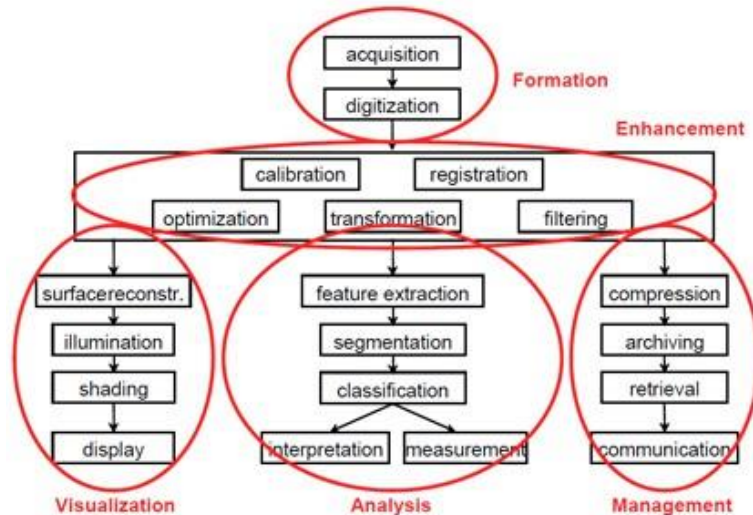 acquisition
Formation
digitization
Enhancement
calibration registration
optimization transformation filtering
surfacereconstr. feature extraction compression
illumination segmentation archiving
shading classification retrieval
display interpretation measurement communication
Visualization Analysis Management